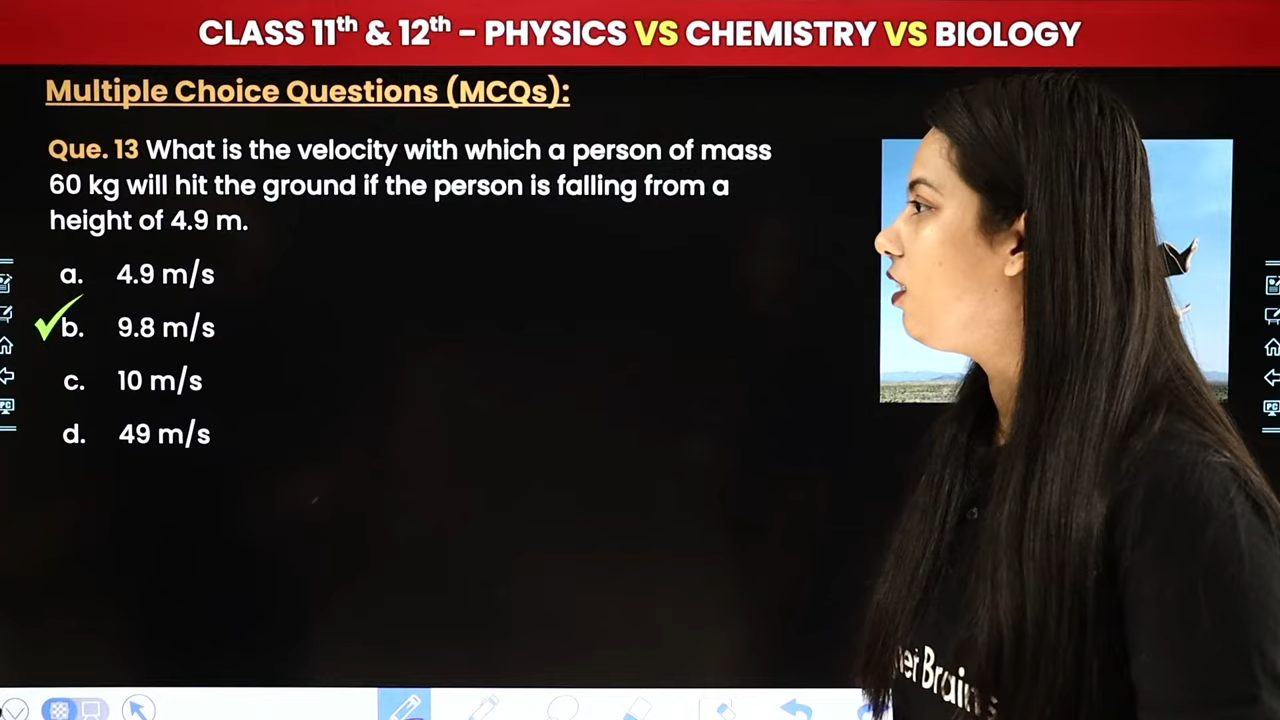 CLASS 11th & 12th – PHYSICS VS CHEMISTRY VS BIOLOGY
Multiple Choice Questions (MCQs):
Que. 13 What is the velocity with which a person of mass
60 kg will hit the ground if the person is falling from a
height of 4.9 m.
a. 4.9 m/s
b. 9.8 m/s
c. 10 m/s
d. 49 m/s
PC
PC